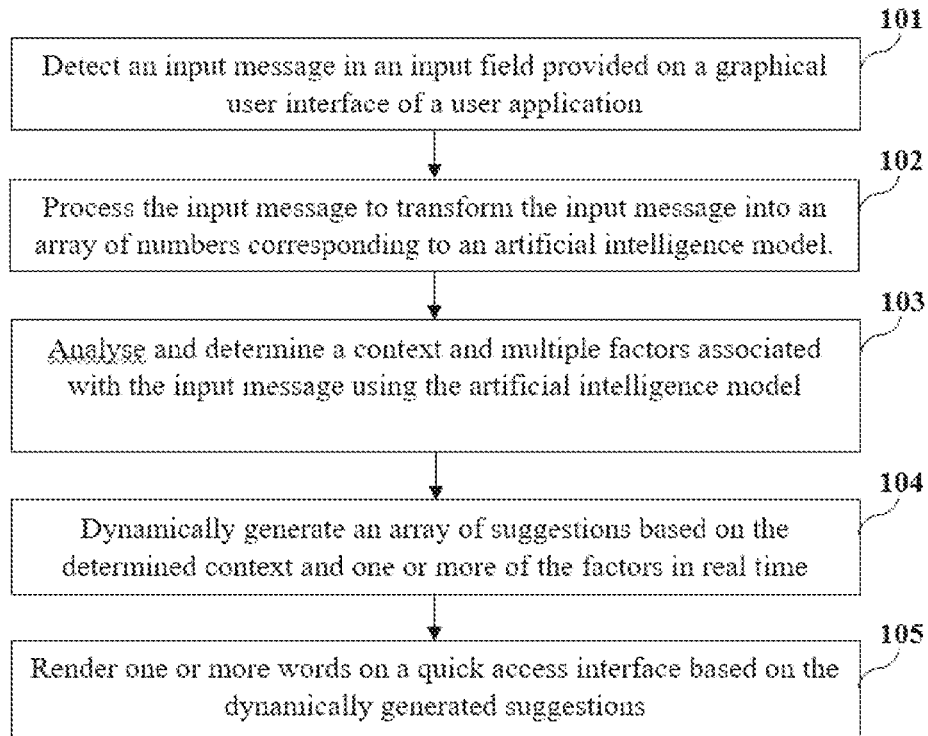 101
Detect an input message in an input field provided on a graphical
user interface of a user application
102
Process the input message to transform the input message into an
array of numbers corresponding to an artificial intelligence model.
103
Analyse and determine a context and multiple factors associated
with the input message using the artificial intelligence model
104
Dynamically generate an array of suggestions based on the
determined context and one or more of the factors in real time
105
Render one or more words on a quick access interface based on the
dynamically generated suggestions